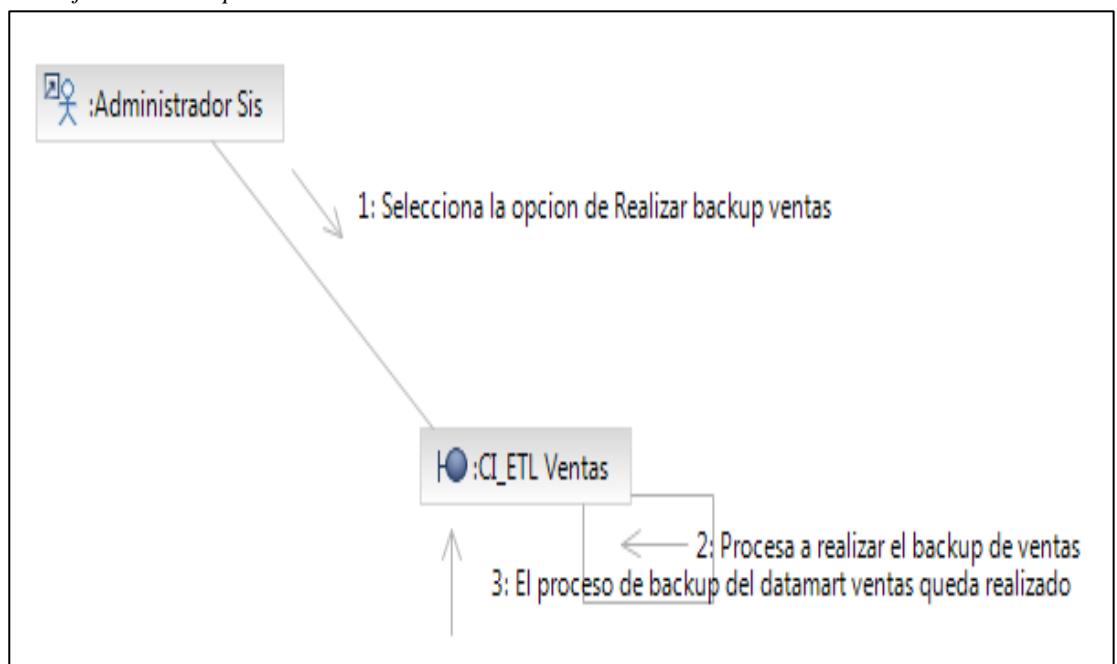 :Administrador Sis
1: Selecciona la opcion de Realizar backup ventas
:CI_ETL Ventas
2: Procesa a realizar el backup de ventas
3: El proceso de backup del datamart ventas queda realizado